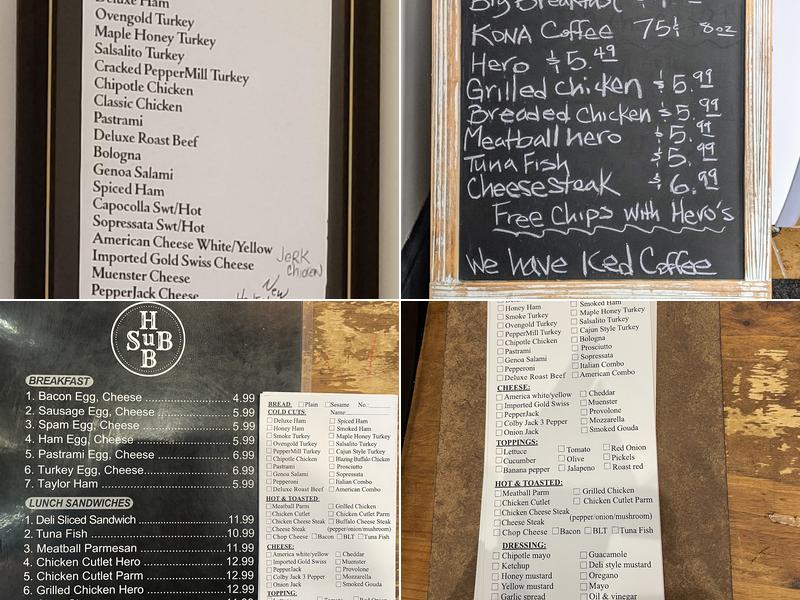 Deluxe Ham
Ovengold Turkey
Maple Honey Turkey
Salsalito Turkey
Cracked PepperMill Turkey
Chipotle Chicken
Classic Chicken
Pastrami
Deluxe Roast Beef
Bologna
Genoa Salami
Spiced Ham
Capocolla Swt/Hot
Sopressata Swt/Hot
American Cheese White/Yellow
Imported Gold Swiss Cheese
Muenster Cheese
PepperJack Cheese
Jerk
Chicken
New
Big Breakfast
KONA Coffee 75¢ 8oz
Hero $5.49
Grilled chicken $5.99
Breaded Chicken $5.99
Meatball hero $5.99
Tuna Fish $5.99
Cheesesteak $6.99
Free Chips with Hero's
We have Iced Coffee
HSUB
SuB
B
BREAKFAST
1. Bacon Egg, Cheese 4.99
2. Sausage Egg, Cheese 5.99
3. Spam Egg, Cheese 5.99
4. Ham Egg, Cheese 5.99
5. Pastrami Egg, Cheese 6.99
6. Turkey Egg, Cheese 6.99
7. Taylor Ham 5.99
LUNCH SANDWICHES
1. Deli Sliced Sandwich 11.99
2. Tuna Fish 10.99
3. Meatball Parmesan 11.99
4. Chicken Cutlet Hero 12.99
5. Chicken Cutlet Parm 12.99
6. Grilled Chicken Hero 12.99
BREAD: Plain Sesame No.:
COLD CUTS Name:
Deluxe Ham Spiced Ham
Honey Ham Smoked Ham
Smoke Turkey Maple Honey Turkey
Ovengold Turkey Salsalito Turkey
PepperMill Turkey Cajun Style Turkey
Chipotle Chicken Blazing Buffalo Chicken
Pastrami Prosciutto
Genoa Salami Sopressata
Pepperoni Italian Combo
Deluxe Roast Beef American Combo
HOT & TOASTED
Meatball Parm Grilled Chicken
Chicken Cutlet Chicken Cutlet Parm
Chicken Cheese Steak Buffalo Cheese Steak
Cheese Steak (pepper/onion/mushroom)
Chop Cheese Bacon BLT Tuna Fish
CHEESE:
America white/yellow Cheddar
Imported Gold Swiss Muenster
PepperJack Provolone
Colby Jack 3 Pepper Mozzarella
Onion Jack Smoked Gouda
TOPPING:
Honey Ham Smoked Ham
Smoke Turkey Maple Honey Turkey
Ovengold Turkey Salsalito Turkey
PepperMill Turkey Cajun Style Turkey
Chipotle Chicken Bologna
Pastrami Prosciutto
Genoa Salami Sopressata
Pepperoni Italian Combo
Deluxe Roast Beef American Combo
CHEESE:
America white/yellow Cheddar
Imported Gold Swiss Muenster
PepperJack Provolone
Colby Jack 3 Pepper Mozzarella
Onion Jack Smoked Gouda
TOPPINGS:
Lettuce Tomato Red Onion
Cucumber Olive Pickels
Banana pepper Jalapeno Roast red
HOT & TOASTED:
Meatball Parm Grilled Chicken
Chicken Cutlet Chicken Cutlet Parm
Chicken Cheese Steak
Cheese Steak (pepper/onion/mushroom)
Chop Cheese Bacon BLT Tuna Fish
DRESSING:
Chipotle mayo Guacamole
Ketchup Deli style mustard
Honey mustard Oregano
Yellow mustard Mayo
Garlic spread Oil & vinegar